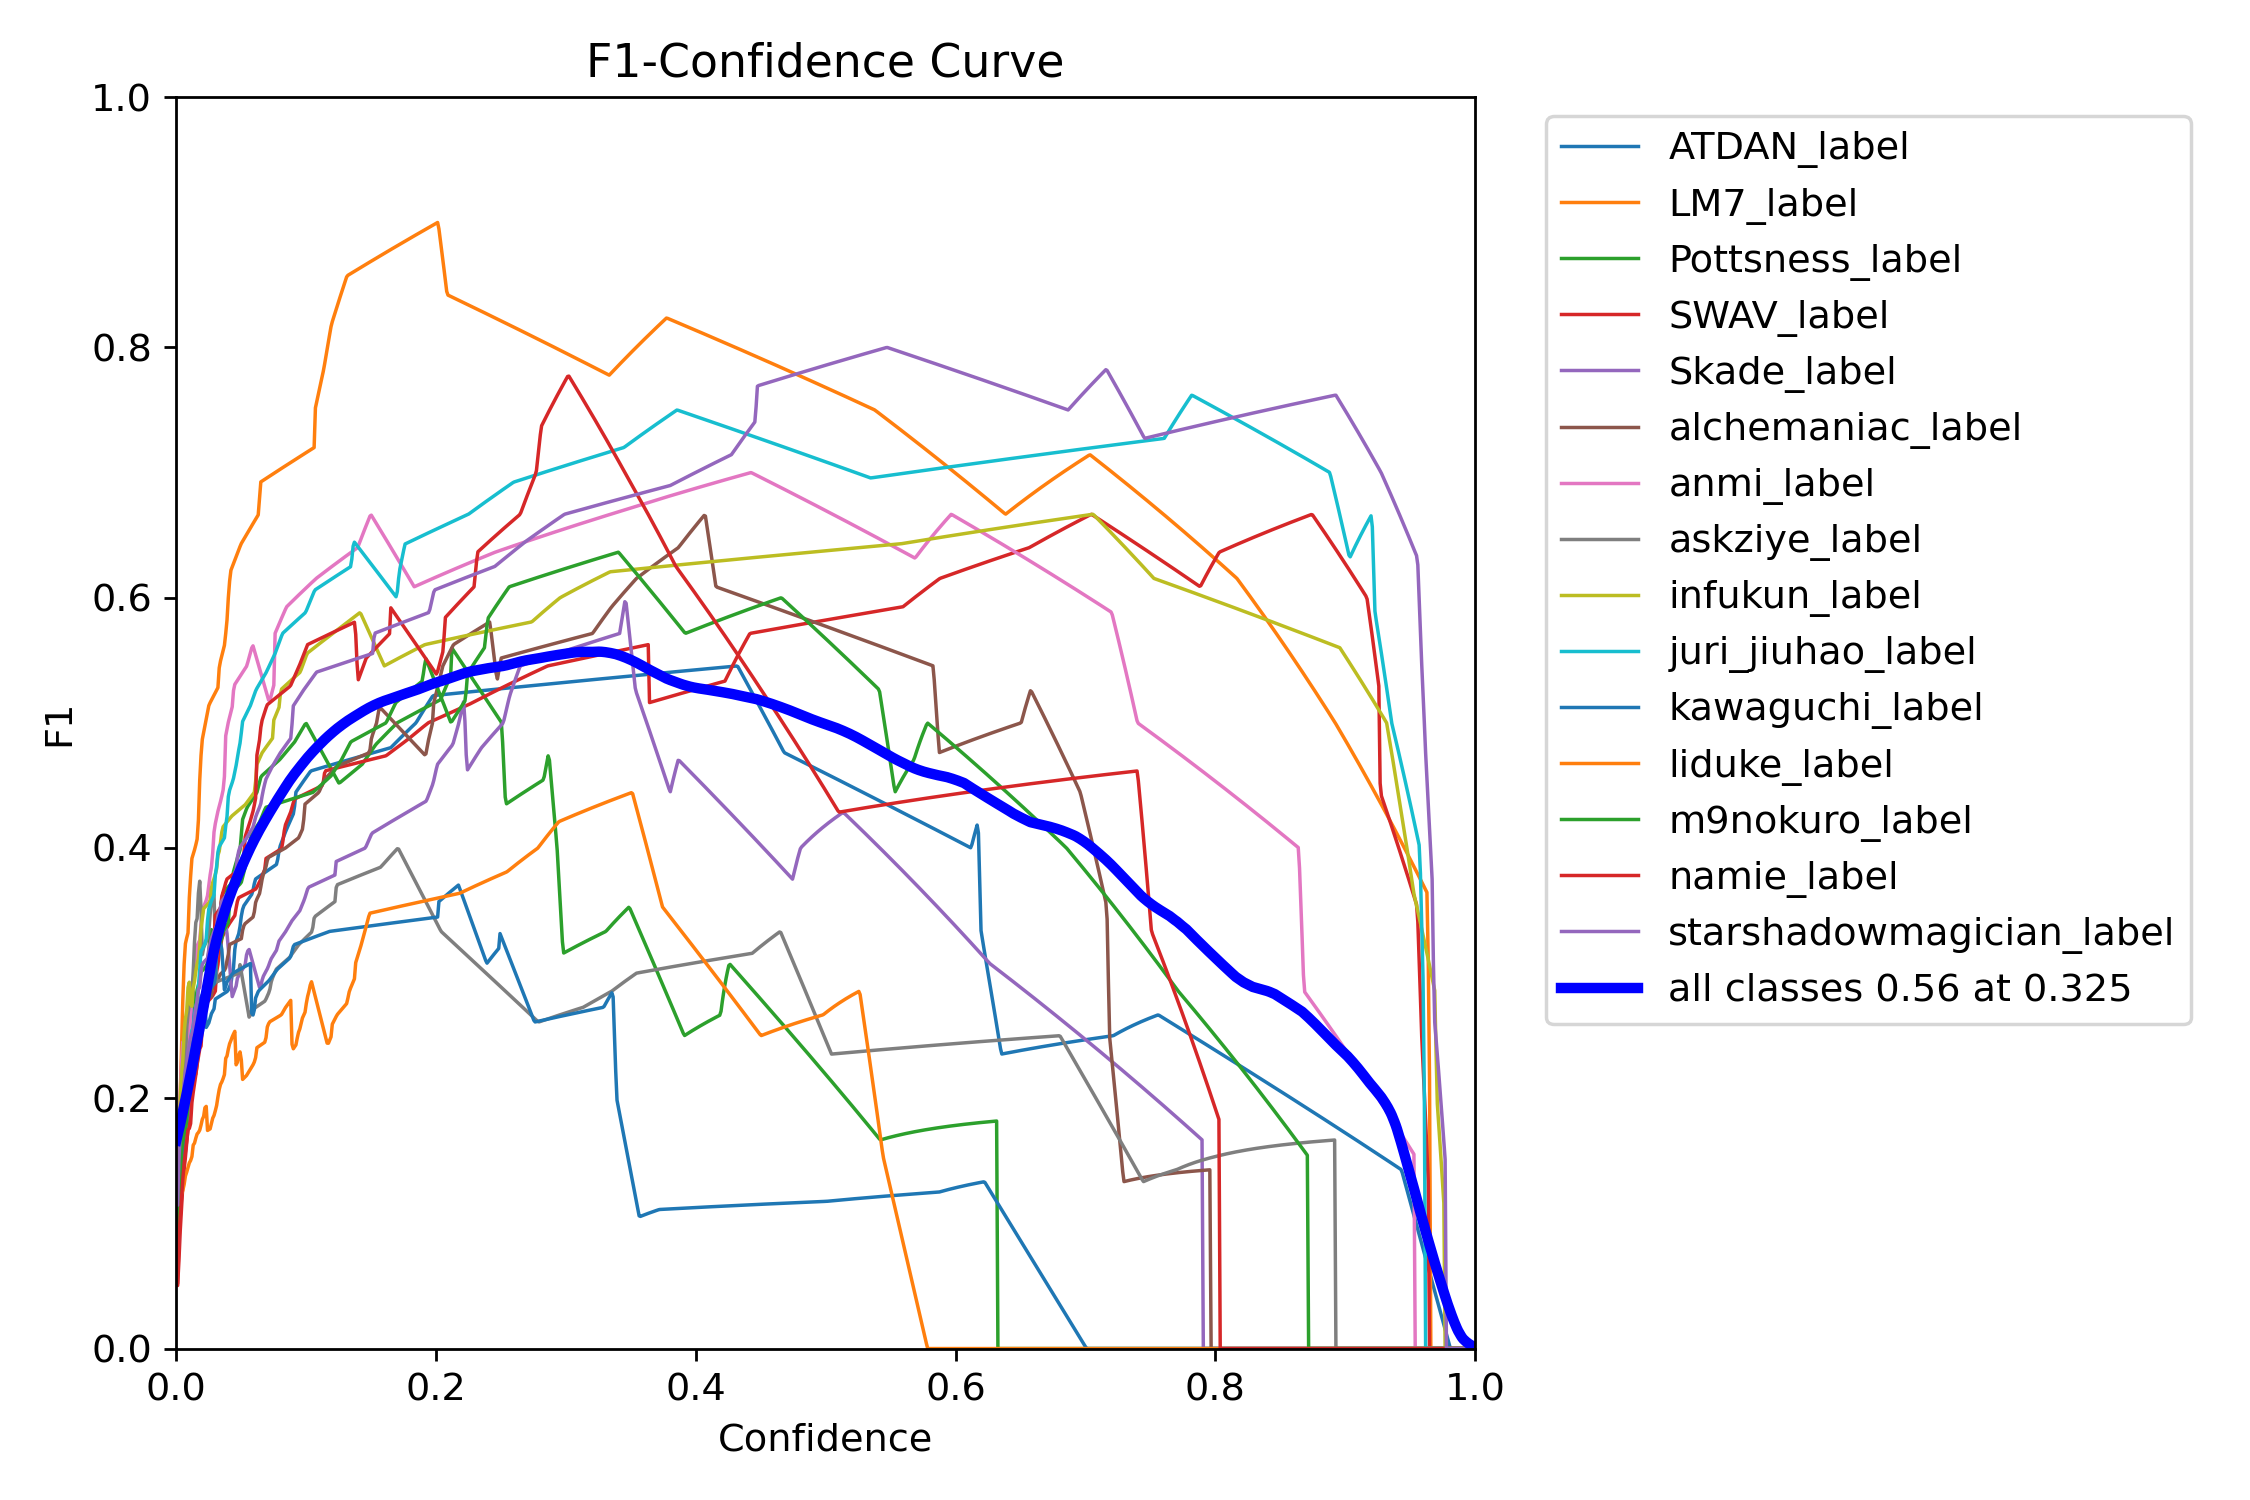 F1-Confidence Curve
1.0
0.8
0.6
0.4
0.2
0.0
F1
0.0 0.2 0.4 0.6 0.8 1.0
Confidence
ATDAN_label
LM7_label
Pottsness_label
SWAV_label
Skade_label
alchemaniac_label
anmi_label
askziye_label
infukun_label
juri_jiuhao_label
kawaguchi_label
liduke_label
m9nokuro_label
namie_label
starshadowmagician_label
all classes 0.56 at 0.325